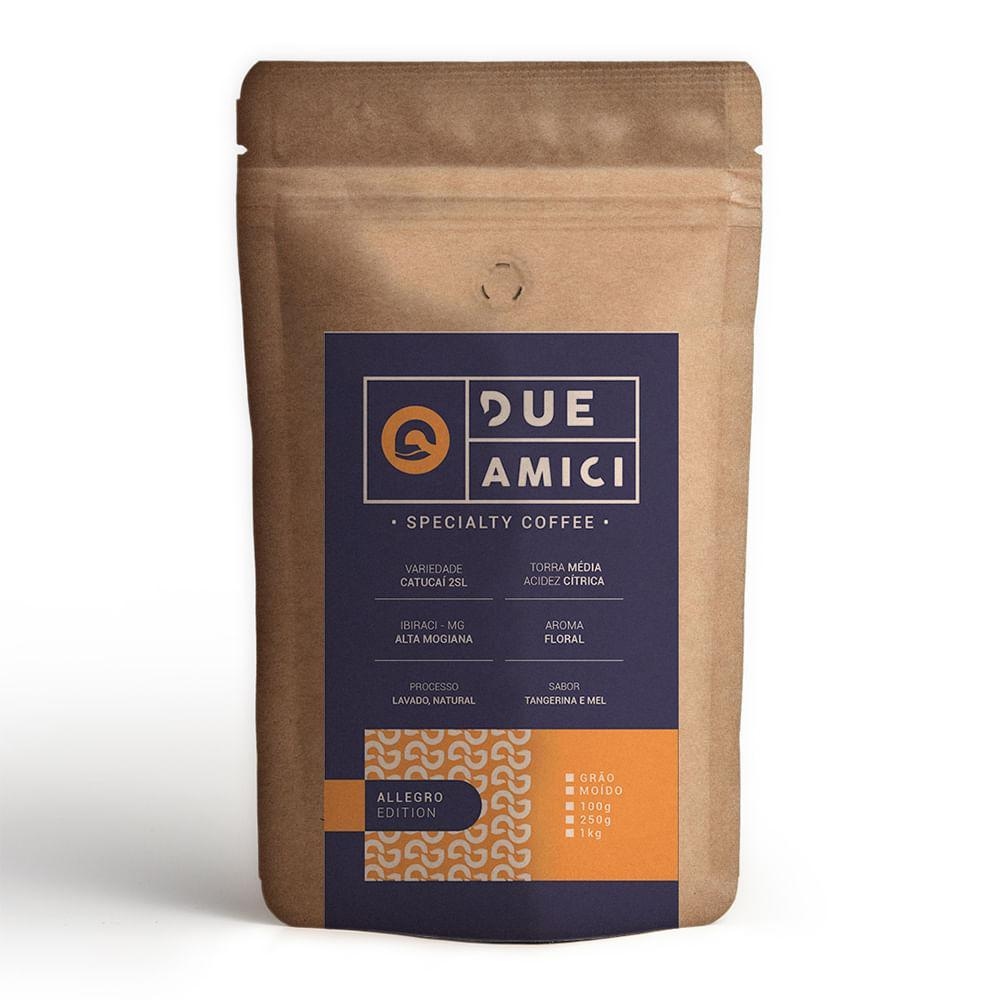 DUE
AMICI
• SPECIALTY COFFEE •
VARIEDADE
CATUCAÍ 2SL
TORRA MÉDIA
ACIDEZ CÍTRICA
IBIRACI - MG
ALTA MOGIANA
AROMA
FLORAL
PROCESSO
LAVADO, NATURAL
SABOR
TANGERINA E MEL
ALLEGRO
EDITION
GRÃO
MOÍDO
100g
250g
1kg